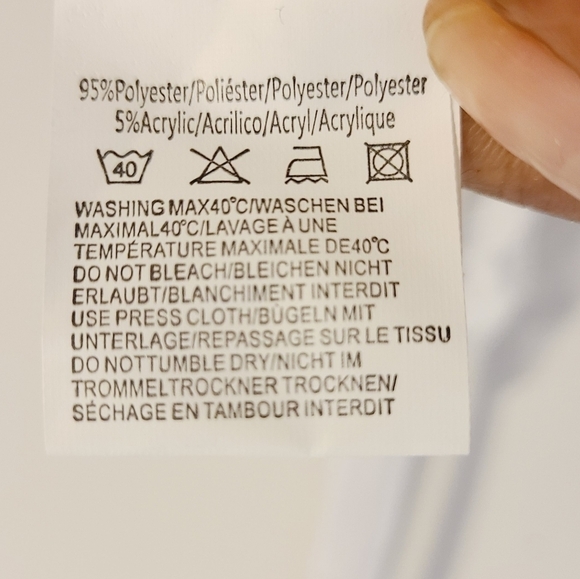 95%Polyester/Poliéster/Polyester/Polyester
5%Acrylic/Acrilico/Acryl/Acrylique
40
WASHING MAX40°C/WASCHEN BEI
MAXIMAL40°C/LAVAGE À UNE
TEMPÉRATURE MAXIMALE DE40°C
DO NOT BLEACH/BLEICHEN NICHT
ERLAUBT/BLANCHIMENT INTERDIT
USE PRESS CLOTH/BÜGELN MIT
UNTERLAGE/REPASSAGE SUR LE TISSU
DO NOTTUMBLE DRY/NICHT IM
TROMMELTROCKNER TROCKNEN/
SÉCHAGE EN TAMBOUR INTERDIT